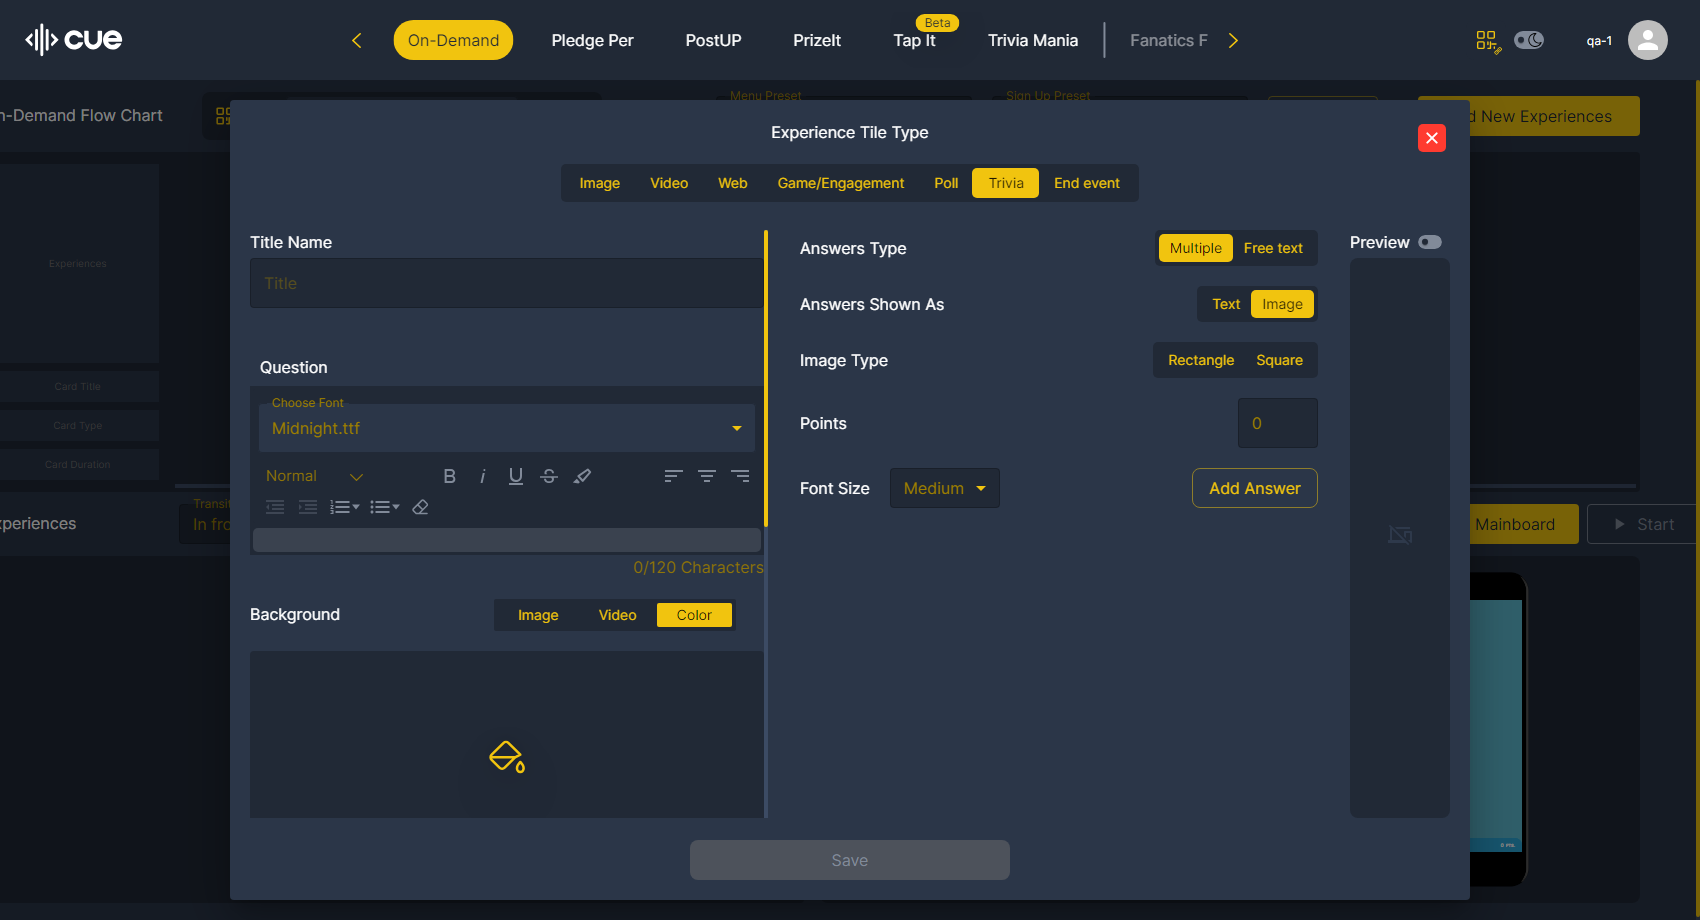 cue
On-Demand
Pledge Per
PostUP
PrizeIt
Beta
Tap It
Trivia Mania
Fanatics F
qa-1
n-Demand Flow Chart
Menu Preset
Sign Up Preset
d New Experiences
Experience Tile Type
Image
Video
Web
Game/Engagement
Poll
Trivia
End event
Title Name
Title
Question
Choose Font
Midnight.ttf
Normal
B i U S
0/120 Characters
Background
Image
Video
Color
Answers Type
Multiple
Free text
Answers Shown As
Text
Image
Image Type
Rectangle
Square
Points
0
Font Size
Medium
Add Answer
Preview
Save
Experiences
Card Title
Card Type
Card Duration
xperiences
Transit
In fro
Mainboard
Start
0 PTS.